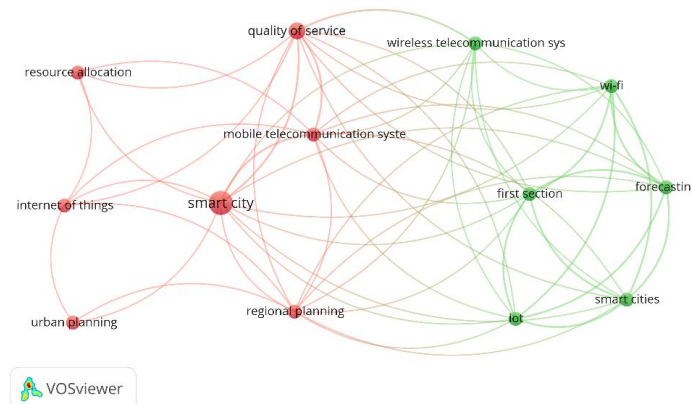 quality of service
wireless telecommunication sys
resource allocation
wi-fi
mobile telecommunication syste
internet of things
smart city
first section
forecastin
urban planning
regional planning
iot
smart cities
VOSviewer